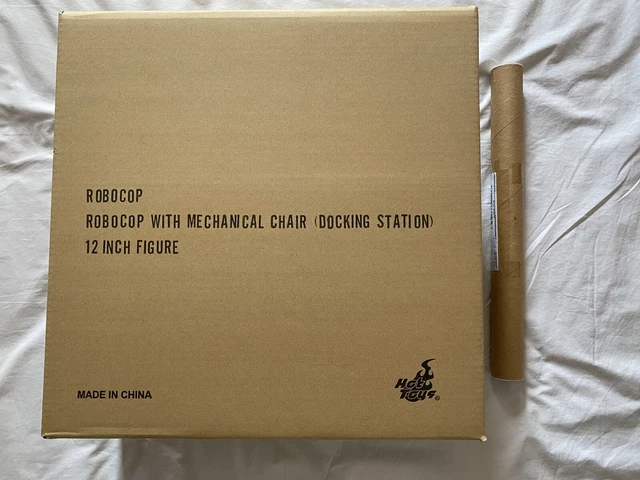 ROBOCOP
ROBOCOP WITH MECHANICAL CHAIR (DOCKING STATION)
12 INCH FIGURE
MADE IN CHINA
Hot
Toys®